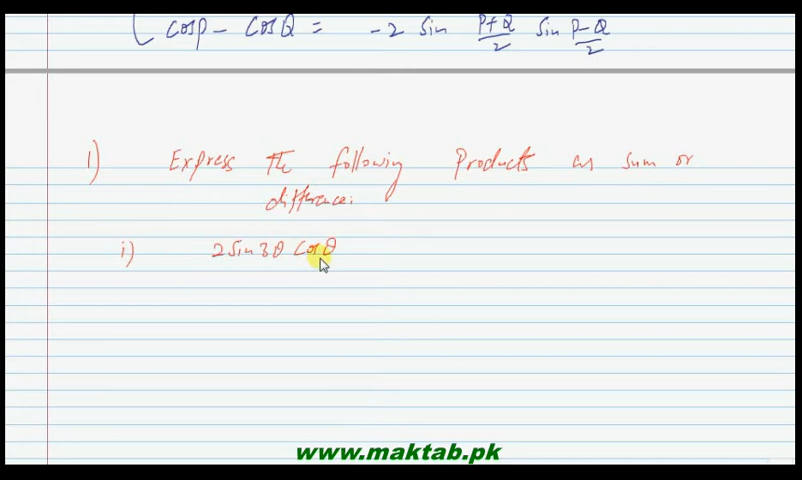 Cosp - CosQ = -2 Sin P+Q/2 Sin P-Q/2
1) Express the following Products as sum or
difference:
i) 2 Sin 3θ Cosθ
www.maktab.pk